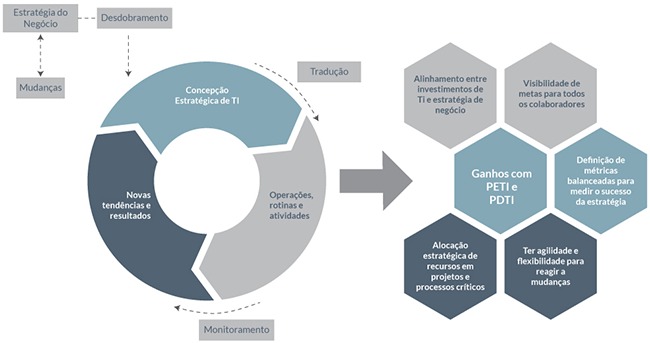 Estratégia do
Negócio
Desdobramento
Mudanças
Concepção
Estratégica de TI
Tradução
Novas
tendências e
resultados
Operações,
rotinas e
atividades
Monitoramento
Alinhamento entre
investimentos de
Ti e estratégia de
negócio
Visibilidade de
metas para todos
os colaboradores
Ganhos com
PETI e
PDTI
Definição de
métricas
balanceadas para
medir o sucesso
da estratégia
Alocação
estratégica de
recursos em
projetos e
processos críticos
Ter agilidade e
flexibilidade para
reagir a
mudanças